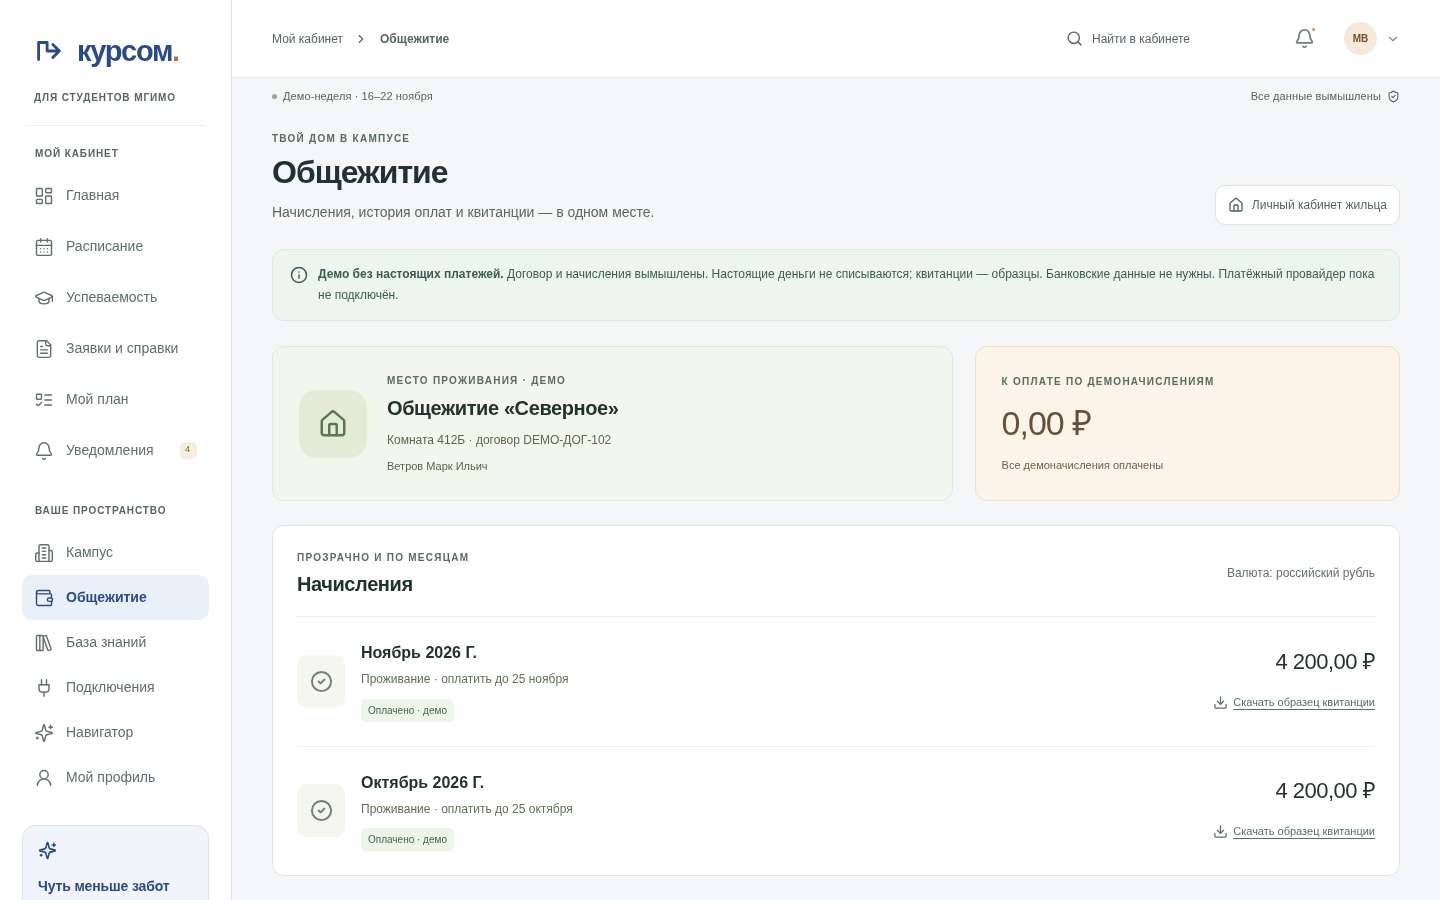 курсом.
ДЛЯ СТУДЕНТОВ МГИМО
МОЙ КАБИНЕТ
Главная
Расписание
Успеваемость
Заявки и справки
Мой план
Уведомления 4
ВАШЕ ПРОСТРАНСТВО
Кампус
Общежитие
База знаний
Подключения
Навигатор
Мой профиль
Чуть меньше забот
Мой кабинет > Общежитие
Найти в кабинете
МВ
Демо-неделя · 16–22 ноября
Все данные вымышлены
ТВОЙ ДОМ В КАМПУСЕ
Общежитие
Начисления, история оплат и квитанции — в одном месте.
Личный кабинет жильца
Демо без настоящих платежей. Договор и начисления вымышлены. Настоящие деньги не списываются; квитанции — образцы. Банковские данные не нужны. Платёжный провайдер пока
не подключён.
МЕСТО ПРОЖИВАНИЯ · ДЕМО
Общежитие «Северное»
Комната 412Б · договор DEMO-ДОГ-102
Ветров Марк Ильич
К ОПЛАТЕ ПО ДЕМОНАЧИСЛЕНИЯМ
0,00 ₽
Все демоначисления оплачены
ПРОЗРАЧНО И ПО МЕСЯЦАМ
Начисления
Валюта: российский рубль
Ноябрь 2026 Г.
Проживание · оплатить до 25 ноября
Оплачено · демо
4 200,00 ₽
Скачать образец квитанции
Октябрь 2026 Г.
Проживание · оплатить до 25 октября
Оплачено · демо
4 200,00 ₽
Скачать образец квитанции